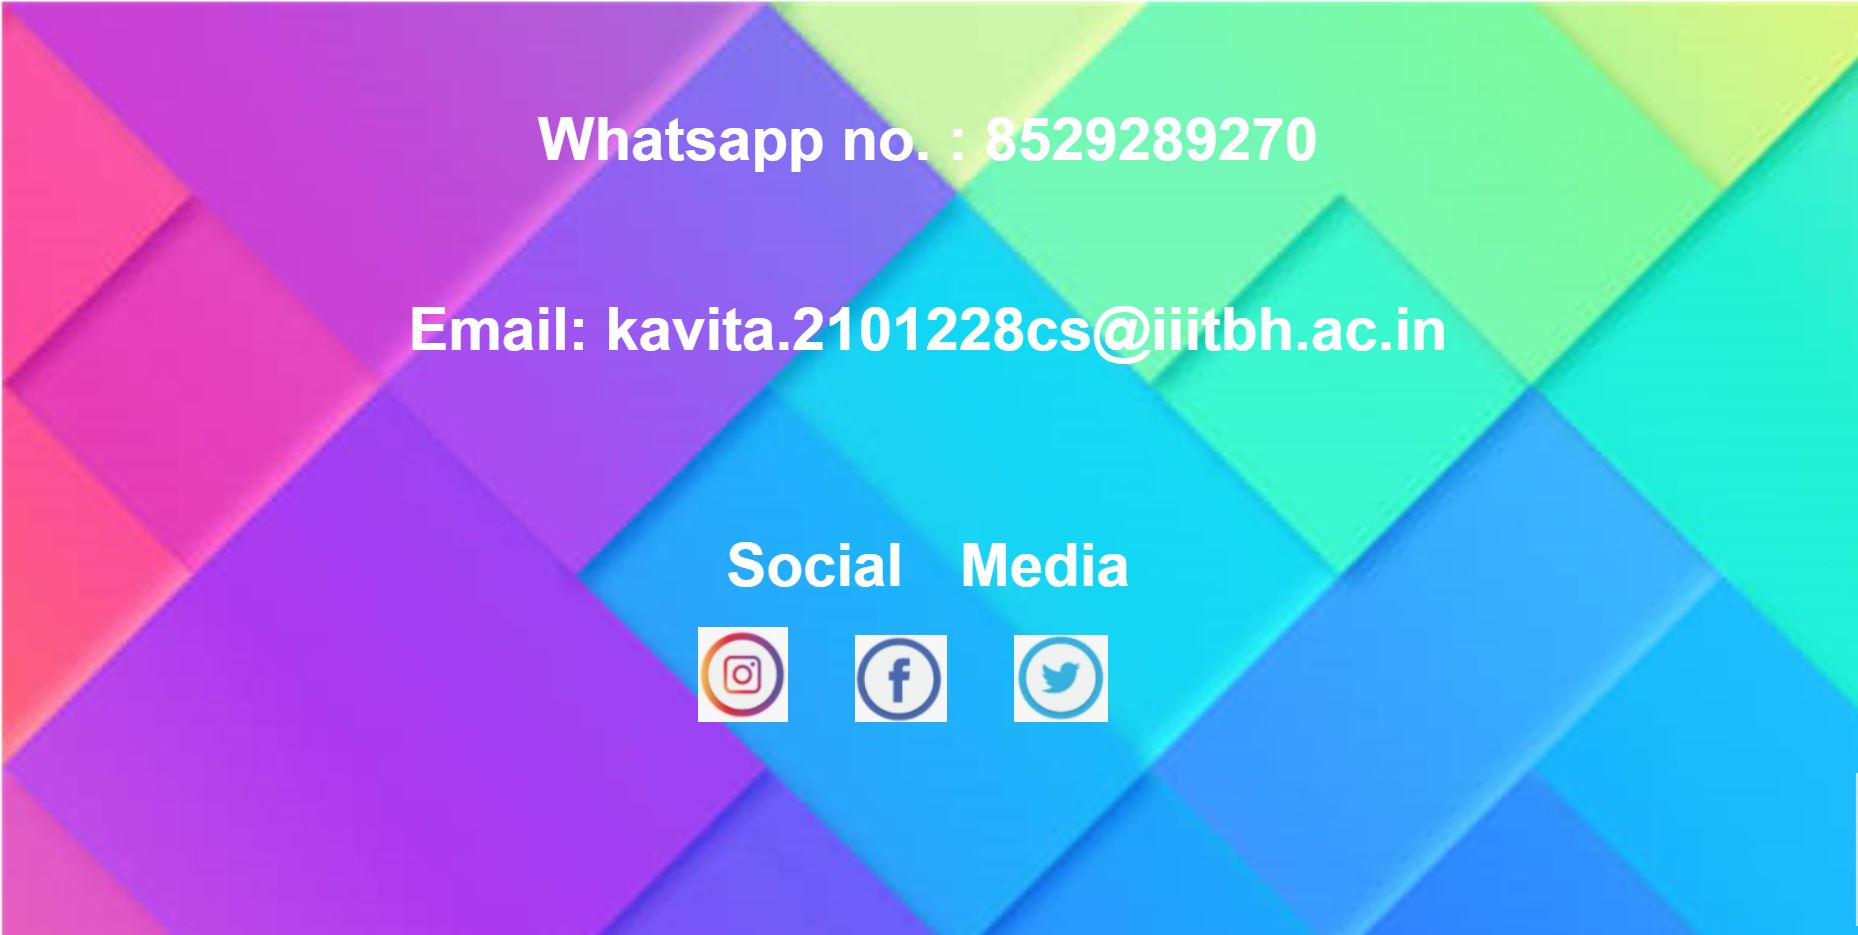 Whatsapp no. : 8529289270
Email: kavita.2101228cs@iiitbh.ac.in
Social Media